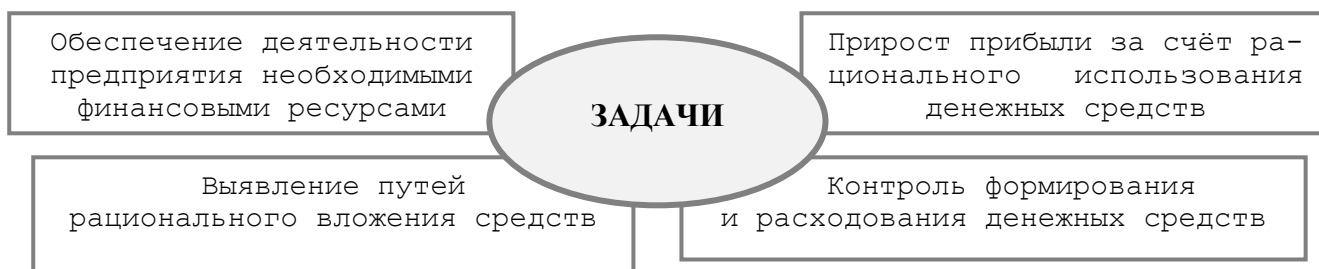 Обеспечение деятельности
предприятия необходимыми
финансовыми ресурсами
ЗАДАЧИ
Прирост прибыли за счёт ра-
ционального использования
денежных средств
Выявление путей
рационального вложения средств
Контроль формирования
и расходования денежных средств